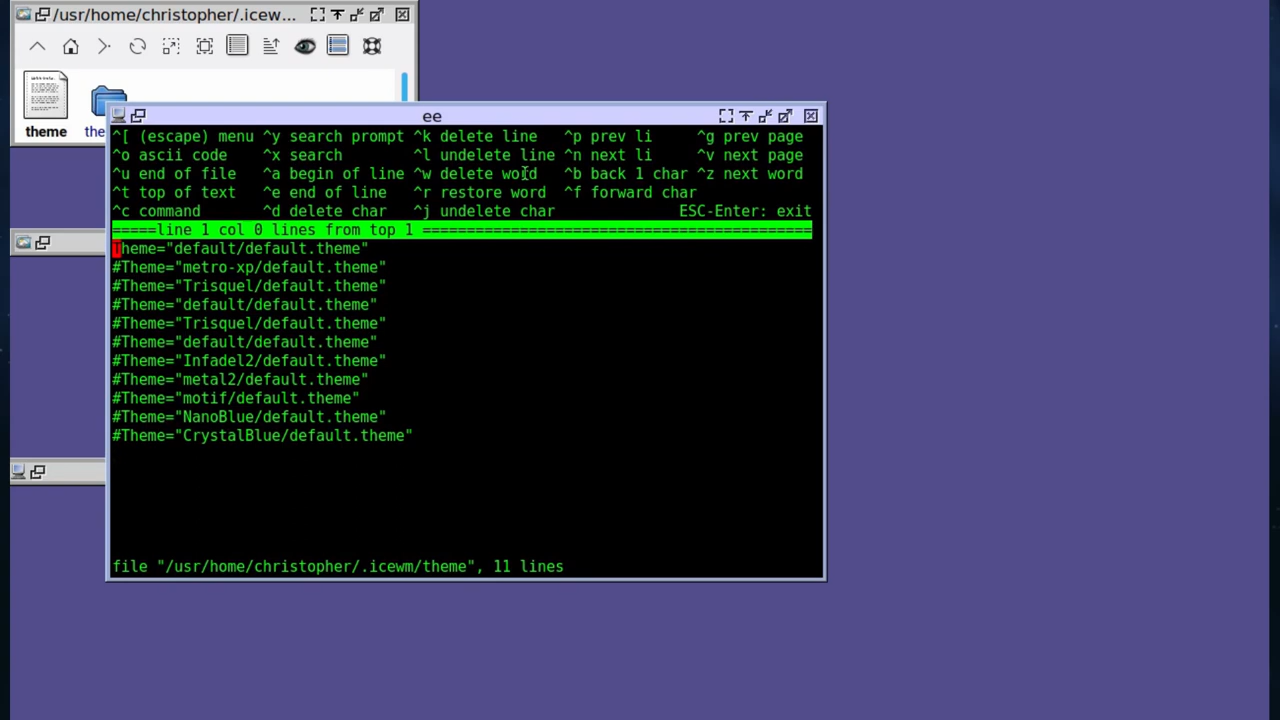 /usr/home/christopher/.icew...
theme
the
ee
^[ (escape) menu ^y search prompt ^k delete line ^p prev li ^g prev page
^o ascii code ^x search ^l undelete line ^n next li ^v next page
^u end of file ^a begin of line ^w delete word ^b back 1 char ^z next word
^t top of text ^e end of line ^r restore word ^f forward char
^c command ^d delete char ^j undelete char ESC-Enter: exit
=====line 1 col 0 lines from top 1 ============================================
Theme="default/default.theme"
#Theme="metro-xp/default.theme"
#Theme="Trisquel/default.theme"
#Theme="default/default.theme"
#Theme="Trisquel/default.theme"
#Theme="default/default.theme"
#Theme="Infadel2/default.theme"
#Theme="metal2/default.theme"
#Theme="motif/default.theme"
#Theme="NanoBlue/default.theme"
#Theme="CrystalBlue/default.theme"
file "/usr/home/christopher/.icewm/theme", 11 lines